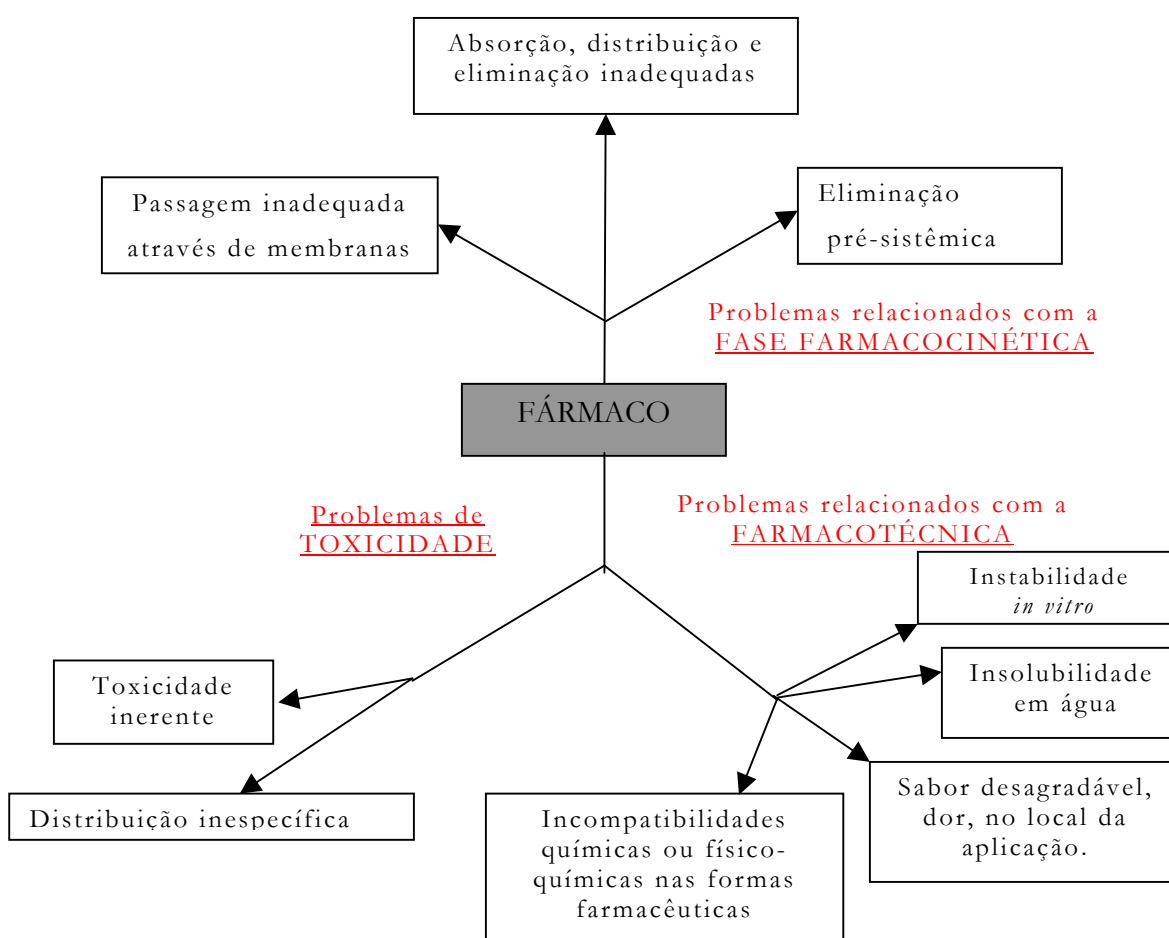 Absorção, distribuição e
eliminação inadequadas
Passagem inadequada
através de membranas
Eliminação
pré-sistêmica
Problemas relacionados com a
FASE FARMACOCINÉTICA
FÁRMACO
Problemas de
TOXICIDADE
Problemas relacionados com a
FARMACOTÉCNICA
Instabilidade
in vitro
Toxicidade
inerente
Insolubilidade
em água
Distribuição inespecífica
Incompatibilidades
químicas ou físico-
químicas nas formas
farmacêuticas
Sabor desagradável,
dor, no local da
aplicação.